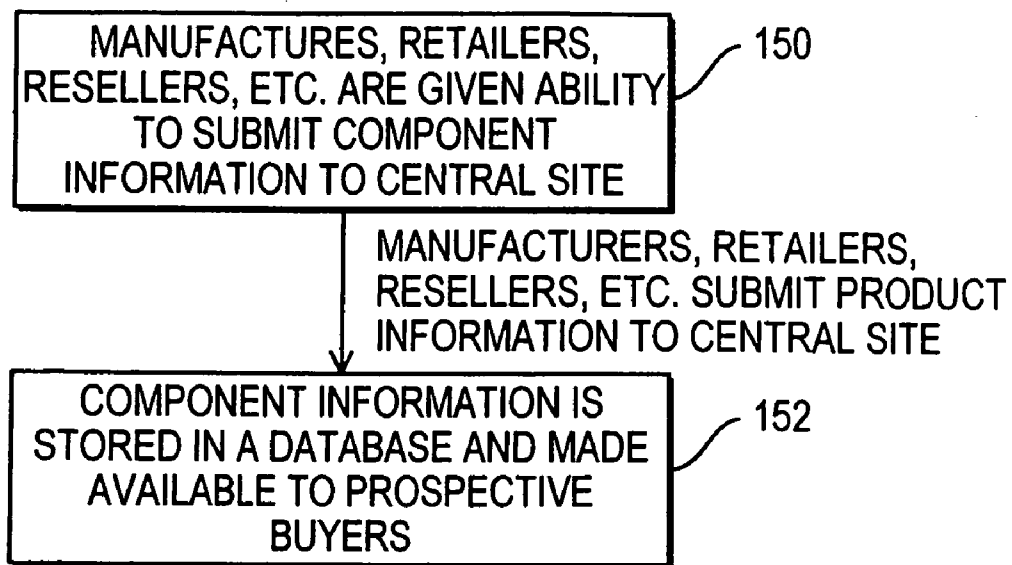 MANUFACTURES, RETAILERS,
RESELLERS, ETC. ARE GIVEN ABILITY
TO SUBMIT COMPONENT
INFORMATION TO CENTRAL SITE
150
MANUFACTURERS, RETAILERS,
RESELLERS, ETC. SUBMIT PRODUCT
INFORMATION TO CENTRAL SITE
COMPONENT INFORMATION IS
STORED IN A DATABASE AND MADE
AVAILABLE TO PROSPECTIVE
BUYERS
152